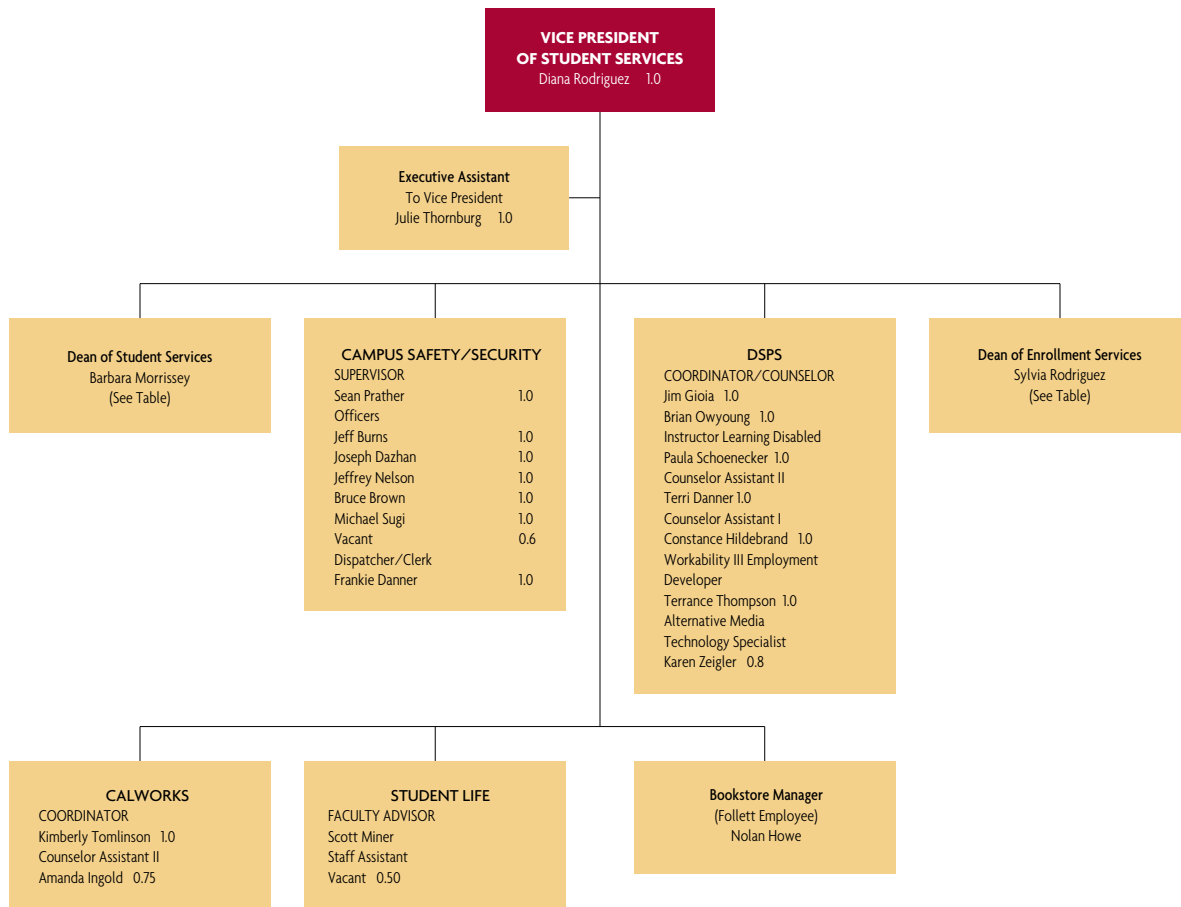 VICE PRESIDENT
OF STUDENT SERVICES
Diana Rodriguez 1.0
Executive Assistant
To Vice President
Julie Thornburg 1.0
Dean of Student Services
Barbara Morrissey
(See Table)
CAMPUS SAFETY/SECURITY
SUPERVISOR
Sean Prather 1.0
Officers
Jeff Burns 1.0
Joseph Dazhan 1.0
Jeffrey Nelson 1.0
Bruce Brown 1.0
Michael Sugi 1.0
Vacant 0.6
Dispatcher/Clerk
Frankie Danner 1.0
DSPS
COORDINATOR/COUNSELOR
Jim Gioia 1.0
Brian Owyoung 1.0
Instructor Learning Disabled
Paula Schoenecker 1.0
Counselor Assistant II
Terri Danner 1.0
Counselor Assistant I
Constance Hildebrand 1.0
Workability III Employment
Developer
Terrance Thompson 1.0
Alternative Media
Technology Specialist
Karen Zeigler 0.8
Dean of Enrollment Services
Sylvia Rodriguez
(See Table)
CALWORKS
COORDINATOR
Kimberly Tomlinson 1.0
Counselor Assistant II
Amanda Ingold 0.75
STUDENT LIFE
FACULTY ADVISOR
Scott Miner
Staff Assistant
Vacant 0.50
Bookstore Manager
(Follett Employee)
Nolan Howe